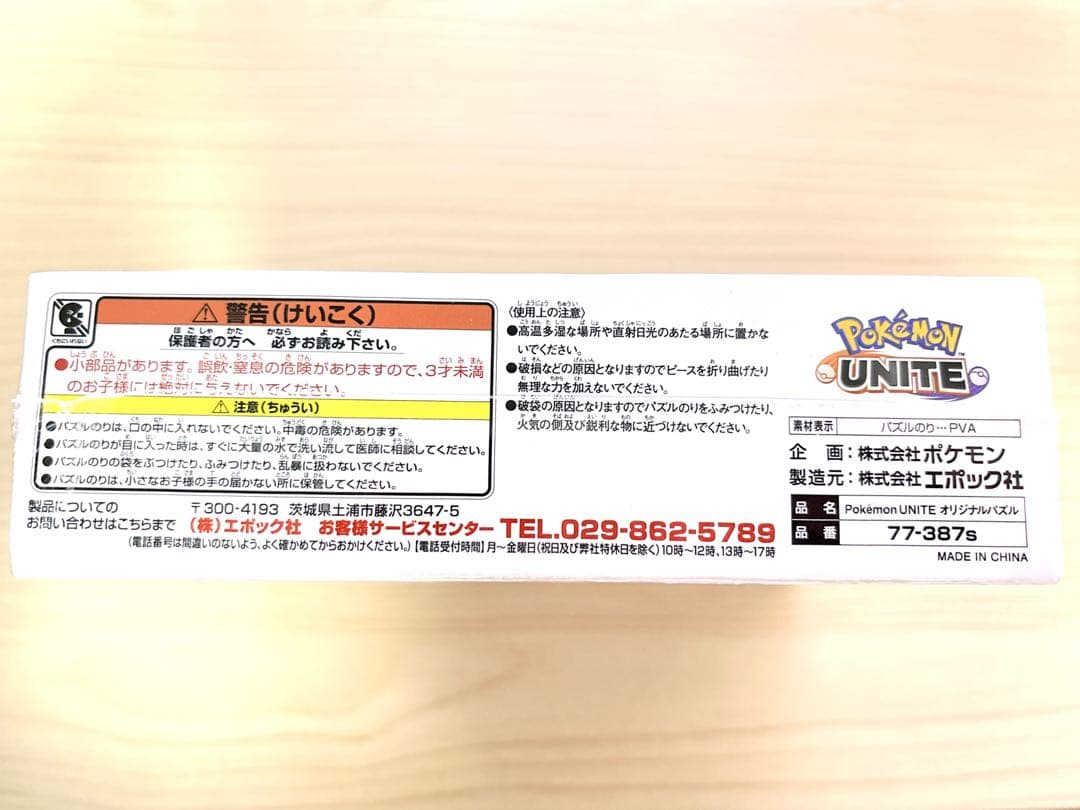 くちにいれない
警告(けいこく)
保護者の方へ 必ずお読み下さい。
●小部品があります。誤飲・窒息の危険がありますので、3才未満
のお子様には絶対に与えないでください。
注意(ちゅうい)
●パズルのりは、口の中に入れないでください。中毒の危険があります。
●パズルのりが目に入った時は、すぐに大量の水で洗い流して医師に相談してください。
●パズルのりの袋をぶつけたり、ふみつけたり、乱暴に扱わないでください。
●パズルのりは、小さなお子様の手の届かない所に保管してください。
〈使用上の注意〉
●高温多湿な場所や直射日光のあたる場所に置かな
いでください。
●破損などの原因となりますのでピースを折り曲げたり
無理な力を加えないでください。
●破袋の原因となりますのでパズルのりをふみつけたり、
火気の側及び鋭利な物に近づけないでください。
製品についての
お問い合わせはこちらまで
〒300-4193 茨城県土浦市藤沢3647-5
(株)エポック社 お客様サービスセンター TEL.029-862-5789
(電話番号は間違いのないよう、よく確かめてからおかけください。)【電話受付時間】月〜金曜日(祝日及び弊社特休日を除く)10時〜12時、13時〜17時
POKéMON
UNITE
素材表示 パズルのり…PVA
企 画:株式会社ポケモン
製造元:株式会社エポック社
品 名 Pokémon UNITE オリジナルパズル
品 番 77-387s
MADE IN CHINA